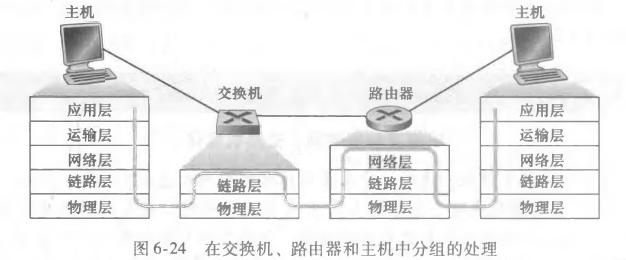 主机
主机
交换机
路由器
应用层
运输层
网络层
链路层
物理层
链路层
物理层
网络层
链路层
物理层
应用层
运输层
网络层
链路层
物理层
图 6-24 在交换机、路由器和主机中分组的处理